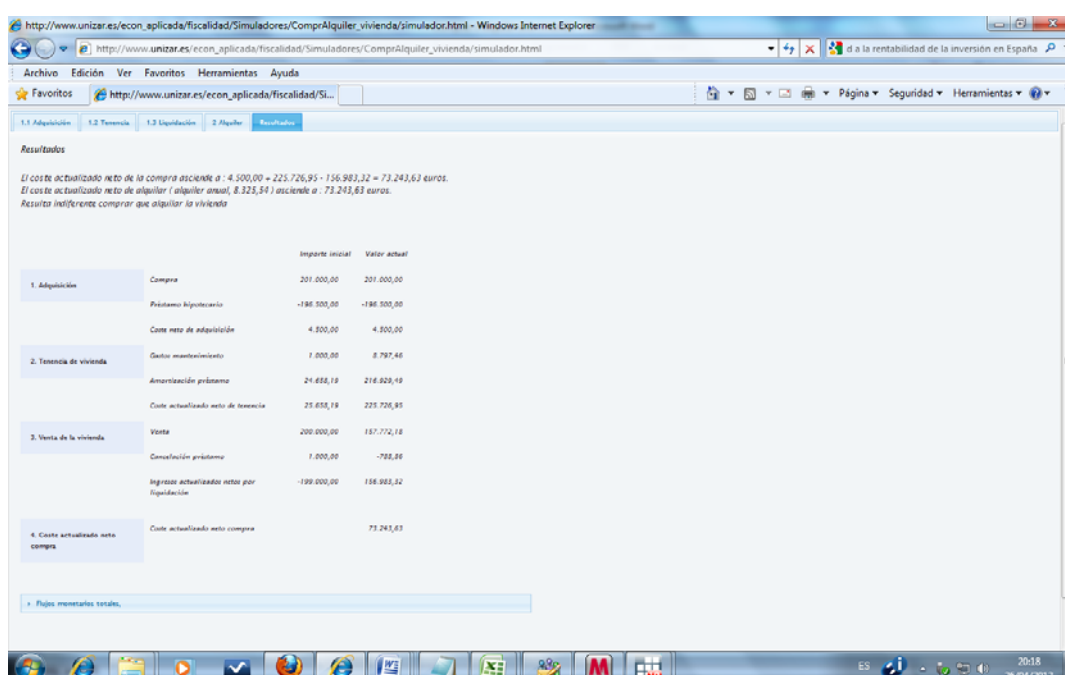 http://www.unizar.es/econ_aplicada/fiscalidad/Simuladores/ComprAlquiler_vivienda/simulador.html - Windows Internet Explorer
http://www.unizar.es/econ_aplicada/fiscalidad/Simuladores/ComprAlquiler_vivienda/simulador.html
d a la rentabilidad de la inversión en España
Archivo Edición Ver Favoritos Herramientas Ayuda
Favoritos http://www.unizar.es/econ_aplicada/fiscalidad/Si... Página Seguridad Herramientas
1.1 Adquisición 1.2 Tenencia 1.3 Liquidación 2 Alquiler Resultados
Resultados
El coste actualizado neto de la compra asciende a : 4.500,00 + 225.726,95 - 156.983,32 = 73.243,63 euros.
El coste actualizado neto de alquilar ( alquiler anual, 8.325,54 ) asciende a : 73.243,63 euros.
Resulta indiferente comprar que alquilar la vivienda
Importe inicial Valor actual
1. Adquisición Compra 201.000,00 201.000,00
Préstamo hipotecario -196.500,00 -196.500,00
Coste neto de adquisición 4.500,00 4.500,00
2. Tenencia de vivienda Gastos mantenimiento 1.000,00 8.797,46
Amortización préstamo 24.658,19 216.929,49
Coste actualizado neto de tenencia 25.658,19 225.726,95
3. Venta de la vivienda Venta 200.000,00 157.772,18
Cancelación préstamo 1.000,00 -788,86
Ingresos actualizados netos por liquidación -199.000,00 156.983,32
4. Coste actualizado neto compra Coste actualizado neto compra 73.243,63
Flujos monetarios totales,
ES 20:18